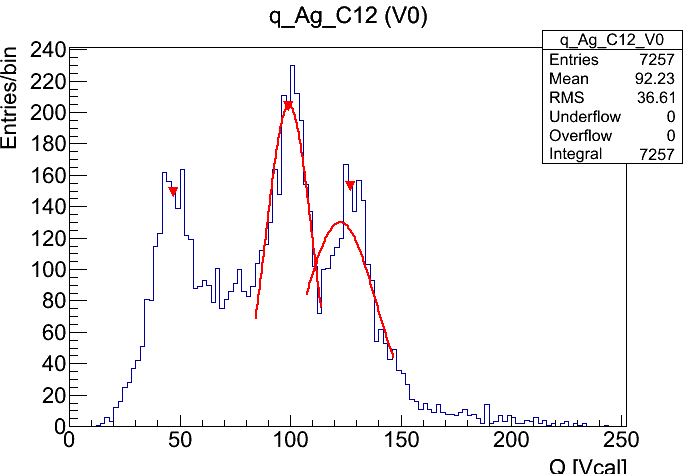 q_Ag_C12 (V0)
q_Ag_C12_V0
Entries 7257
Mean 92.23
RMS 36.61
Underflow 0
Overflow 0
Integral 7257
Entries/bin
240
220
200
180
160
140
120
100
80
60
40
20
0
0 50 100 150 200 250
Q [Vcal]